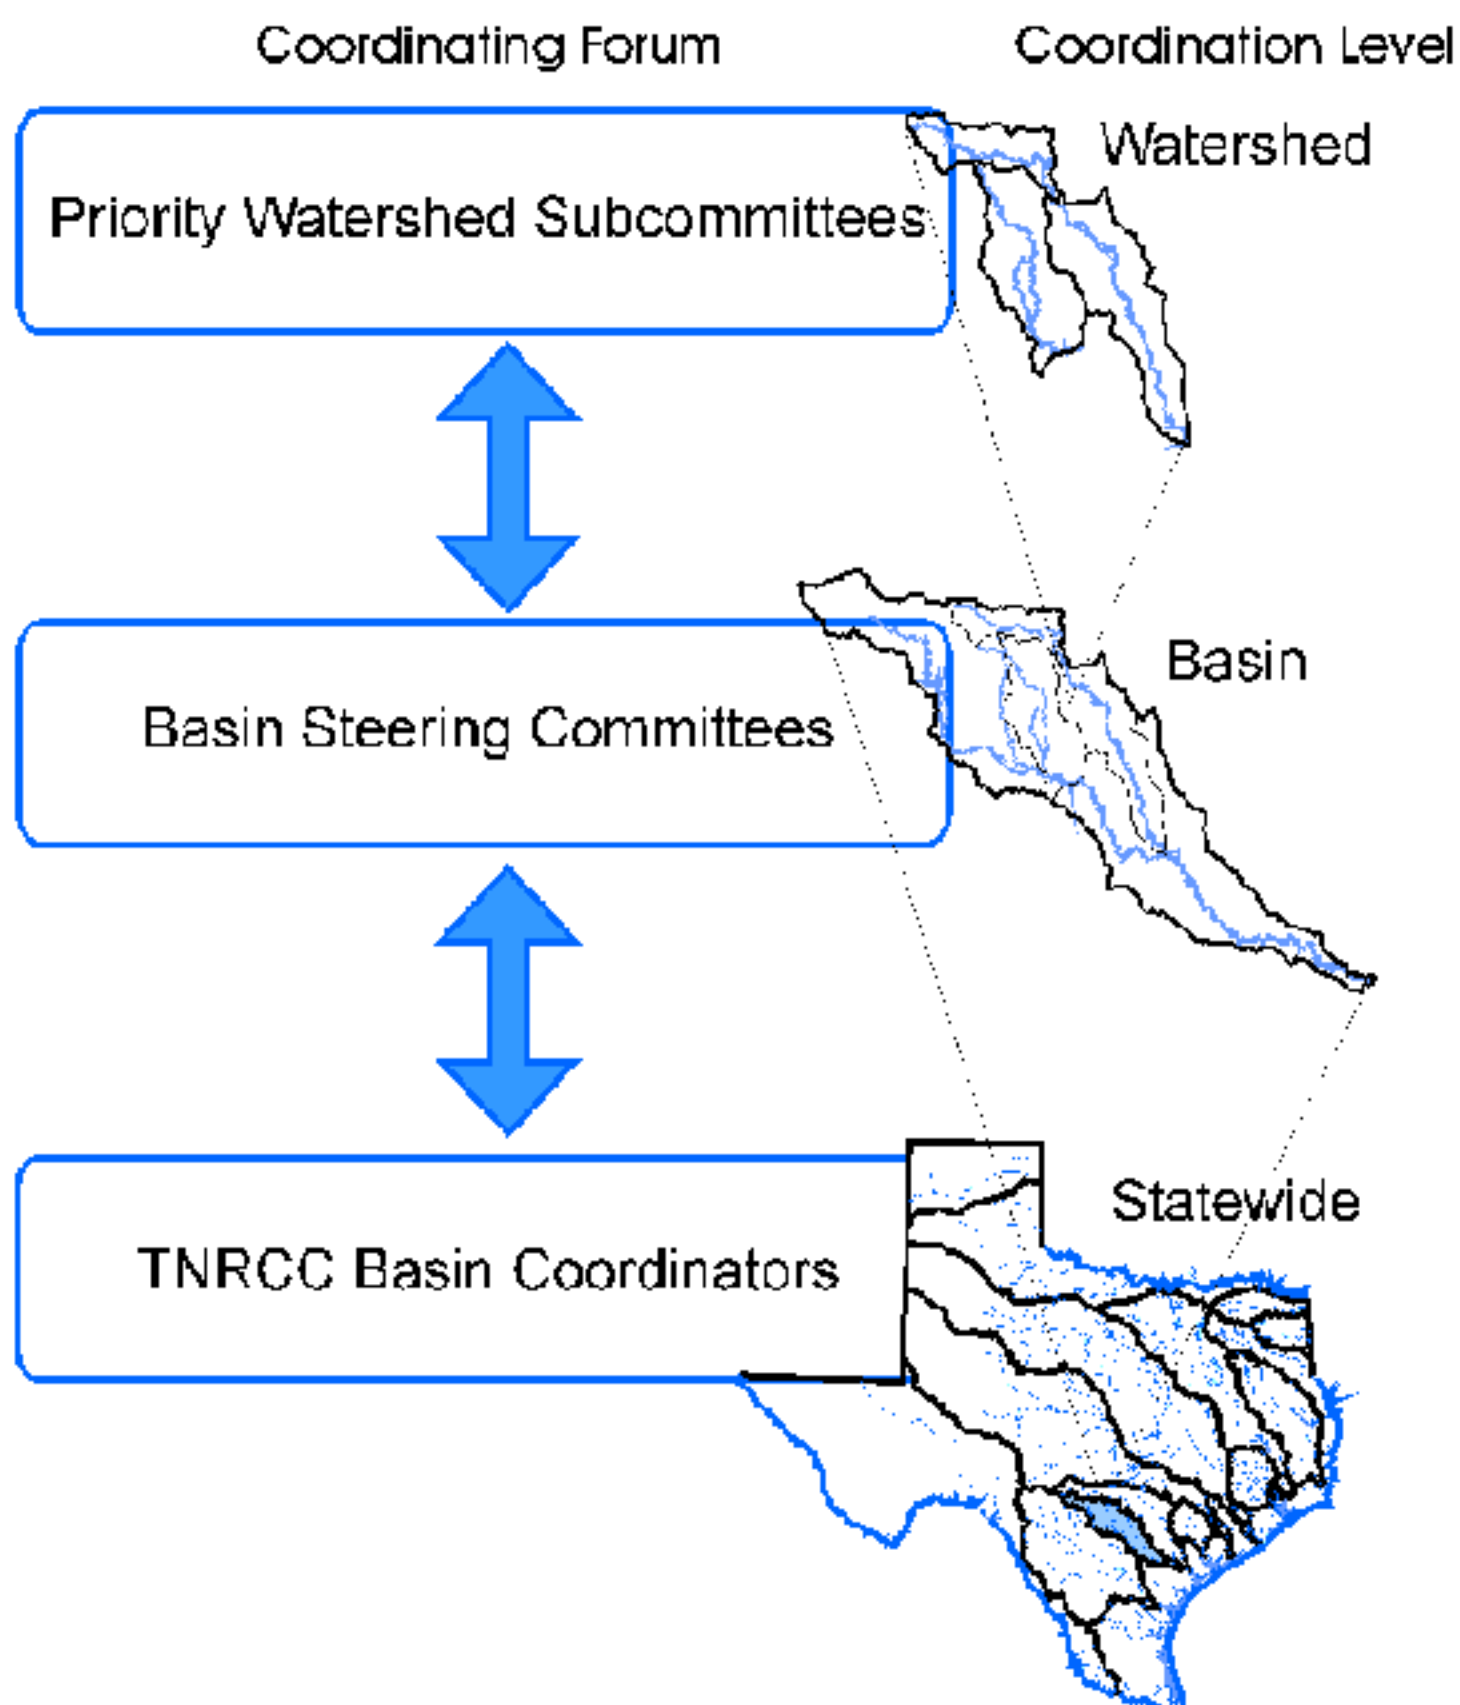 Coordinating Forum
Coordination Level
Priority Watershed Subcommittees
Watershed
Basin Steering Committees
Basin
TNRCC Basin Coordinators
Statewide